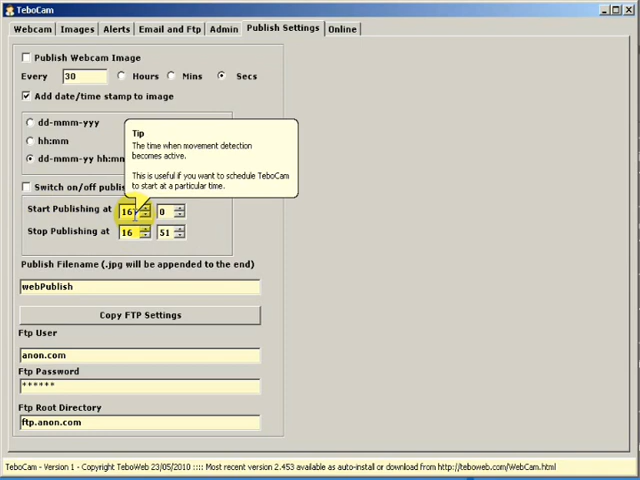 TeboCam
Webcam Images Alerts Email and Ftp Admin Publish Settings Online
Publish Webcam Image
Every 30 Hours Mins Secs
Add date/time stamp to image
dd-mmm-yyy
hh:mm
dd-mmm-yy hh:mm
Tip
The time when movement detection
becomes active.
This is useful if you want to schedule TeboCam
to start at a particular time.
Switch on/off
Start Publishing at 16 0
Stop Publishing at 16 51
Publish Filename (.jpg will be appended to the end)
webPublish
Copy FTP Settings
Ftp User
anon.com
Ftp Password
******
Ftp Root Directory
ftp.anon.com
TeboCam - Version 1 - Copyright TeboWeb 23/05/2010 :::: Most recent version 2.453 available as auto-install or download from http://teboweb.com/WebCam.html